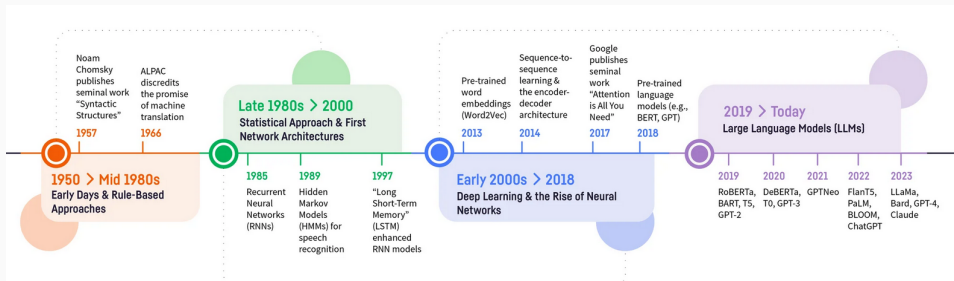 Noam
Chomsky
publishes
seminal work
“Syntactic
Structures”
1957
ALPAC
discredits
the promise
of machine
translation
1966
1950 > Mid 1980s
Early Days & Rule-Based
Approaches
Late 1980s > 2000
Statistical Approach & First
Network Architectures
1985
Recurrent
Neural
Networks
(RNNs)
1989
Hidden
Markov
Models
(HMMs) for
speech
recognition
1997
“Long
Short-Term
Memory”
(LSTM)
enhanced
RNN models
Pre-trained
word
embeddings
(Word2Vec)
2013
Sequence-to-
sequence
learning &
the encoder-
decoder
architecture
2014
Google
publishes
seminal
work
“Attention
is All You
Need”
2017
Pre-trained
language
models (e.g.,
BERT, GPT)
2018
Early 2000s > 2018
Deep Learning & the Rise of Neural
Networks
2019 > Today
Large Language Models (LLMs)
2019
RoBERTa,
BART, T5,
GPT-2
2020
DeBERTa,
T0, GPT-3
2021
GPTNeo
2022
FlanT5,
PaLM,
BLOOM,
ChatGPT
2023
LLaMa,
Bard, GPT-4,
Claude